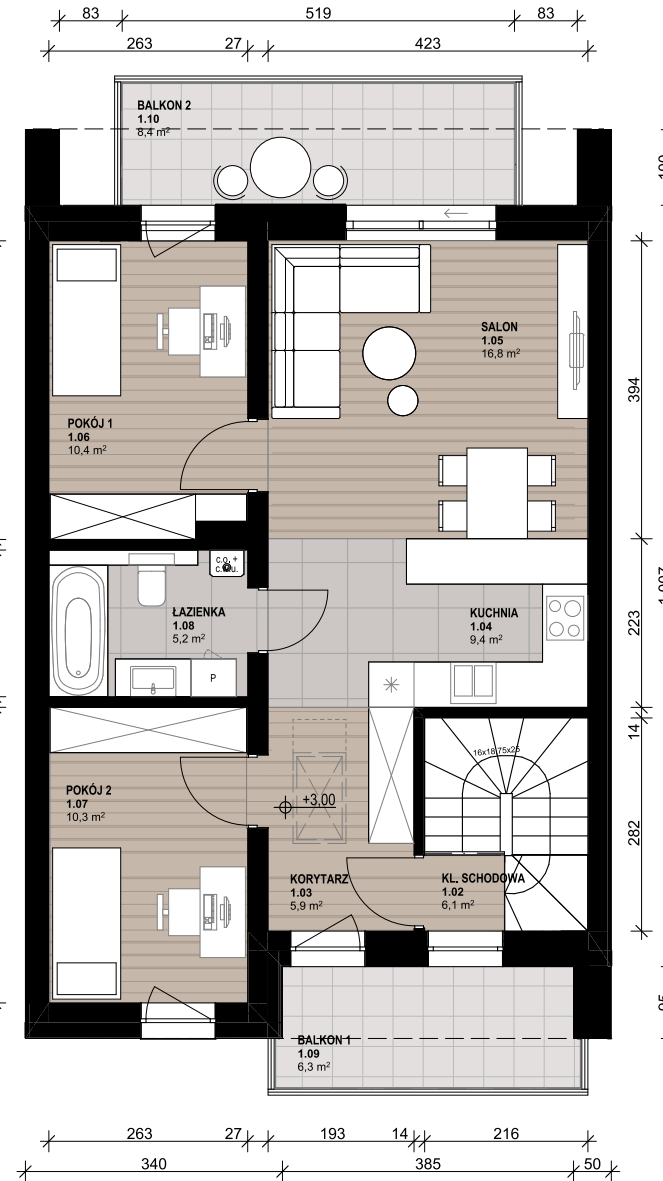 83
519
83
263
27
423
BALKON 2
1.10
8,4 m²
SALON
1.05
16,8 m²
394
POKÓJ 1
1.06
10,4 m²
c.o. +
c.w.u.
ŁAZIENKA
1.08
5,2 m²
P
KUCHNIA
1.04
9,4 m²
223
14
16x18,75x25
POKÓJ 2
1.07
10,3 m²
+3,00
282
KORYTARZ
1.03
5,9 m²
KL. SCHODOWA
1.02
6,1 m²
BALKON 1
1.09
6,3 m²
263
27
193
14
216
340
385
50